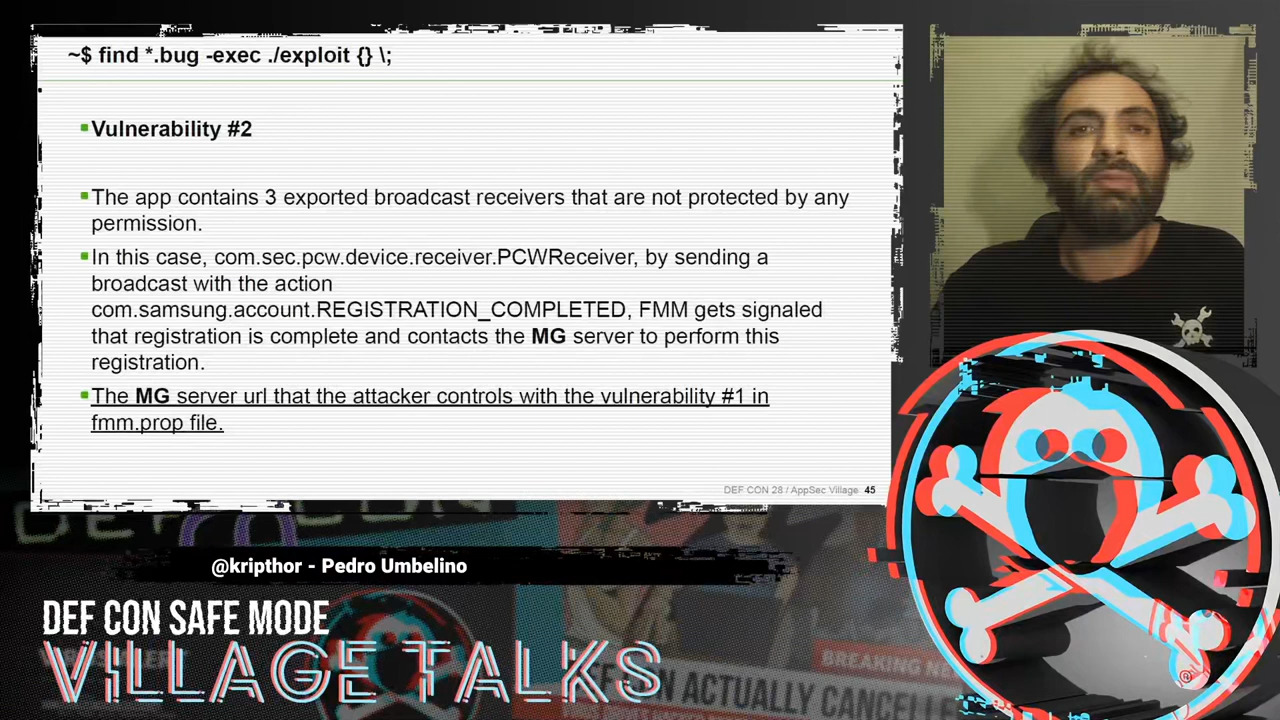 ~$ find *.bug -exec ./exploit {} \;
Vulnerability #2
The app contains 3 exported broadcast receivers that are not protected by any
permission.
In this case, com.sec.pcw.device.receiver.PCWReceiver, by sending a
broadcast with the action
com.samsung.account.REGISTRATION_COMPLETED, FMM gets signaled
that registration is complete and contacts the MG server to perform this
registration.
The MG server url that the attacker controls with the vulnerability #1 in
fmm.prop file.
DEF CON 28 / AppSec Village 45
@kripthor - Pedro Umbelino
DEF CON SAFE MODE
VILLAGE TALKS
BREAKING NE
CON ACTUALLY CANCELLE